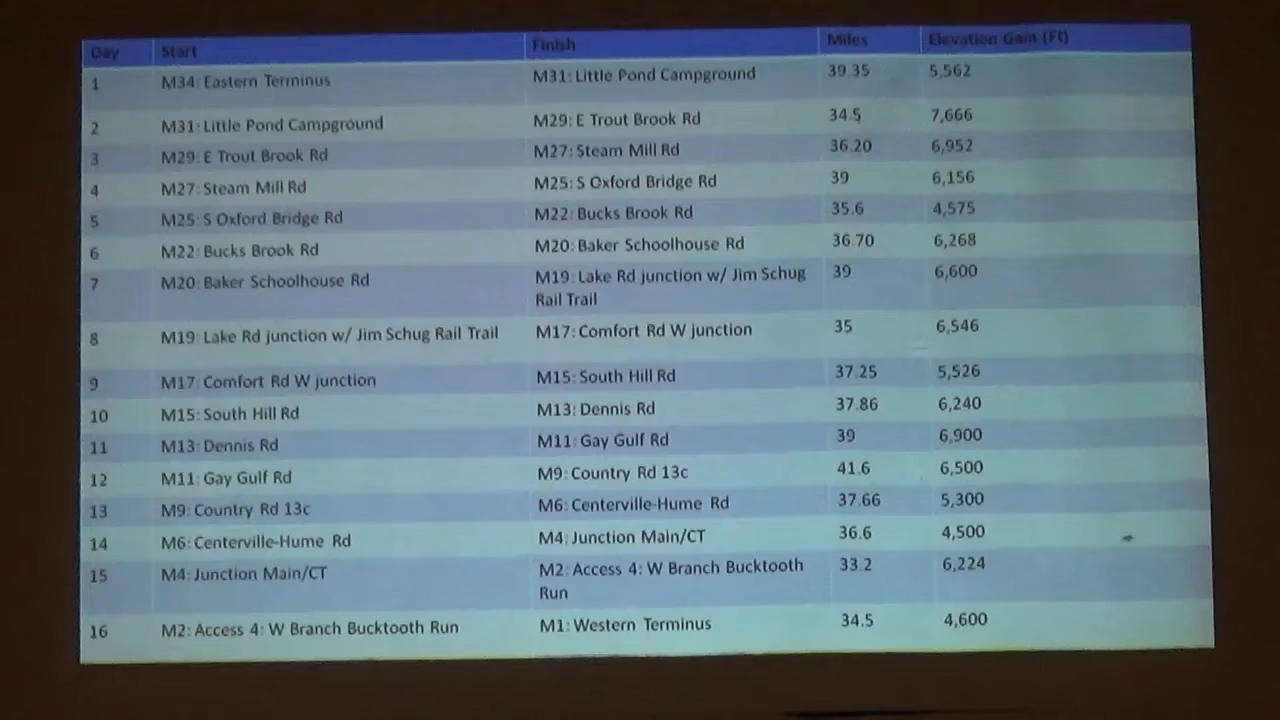 Day Start Finish Miles Elevation Gain (Ft)
1 M34: Eastern Terminus M31: Little Pond Campground 39.35 5,562
2 M31: Little Pond Campground M29: E Trout Brook Rd 34.5 7,666
3 M29: E Trout Brook Rd M27: Steam Mill Rd 36.20 6,952
4 M27: Steam Mill Rd M25: S Oxford Bridge Rd 39 6,156
5 M25: S Oxford Bridge Rd M22: Bucks Brook Rd 35.6 4,575
6 M22: Bucks Brook Rd M20: Baker Schoolhouse Rd 36.70 6,268
7 M20: Baker Schoolhouse Rd M19: Lake Rd junction w/ Jim Schug 39 6,600
Rail Trail
8 M19: Lake Rd junction w/ Jim Schug Rail Trail M17: Comfort Rd W junction 35 6,546
9 M17: Comfort Rd W junction M15: South Hill Rd 37.25 5,526
10 M15: South Hill Rd M13: Dennis Rd 37.86 6,240
11 M13: Dennis Rd M11: Gay Gulf Rd 39 6,900
12 M11: Gay Gulf Rd M9: Country Rd 13c 41.6 6,500
13 M9: Country Rd 13c M6: Centerville-Hume Rd 37.66 5,300
14 M6: Centerville-Hume Rd M4: Junction Main/CT 36.6 4,500
15 M4: Junction Main/CT M2: Access 4: W Branch Bucktooth 33.2 6,224
Run
16 M2: Access 4: W Branch Bucktooth Run M1: Western Terminus 34.5 4,600